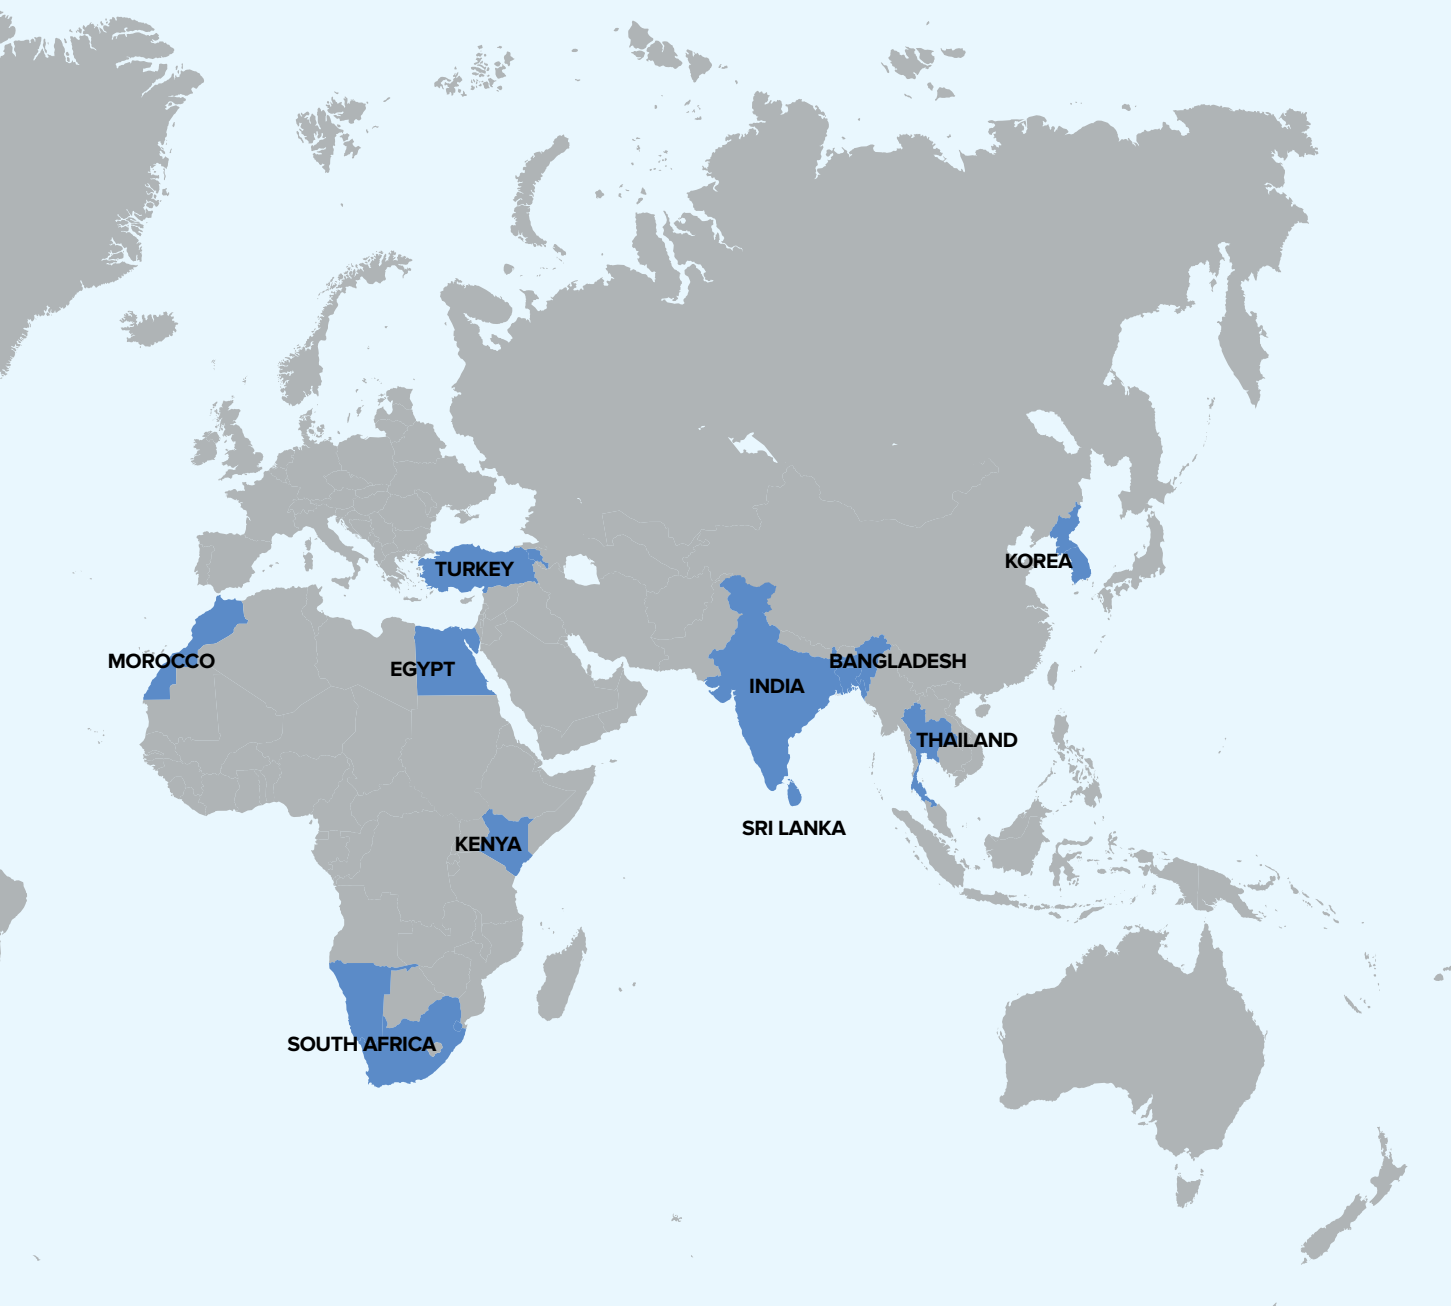 KOREA
TURKEY
MOROCCO
EGYPT
BANGLADESH
INDIA
THAILAND
SRI LANKA
KENYA
SOUTH AFRICA